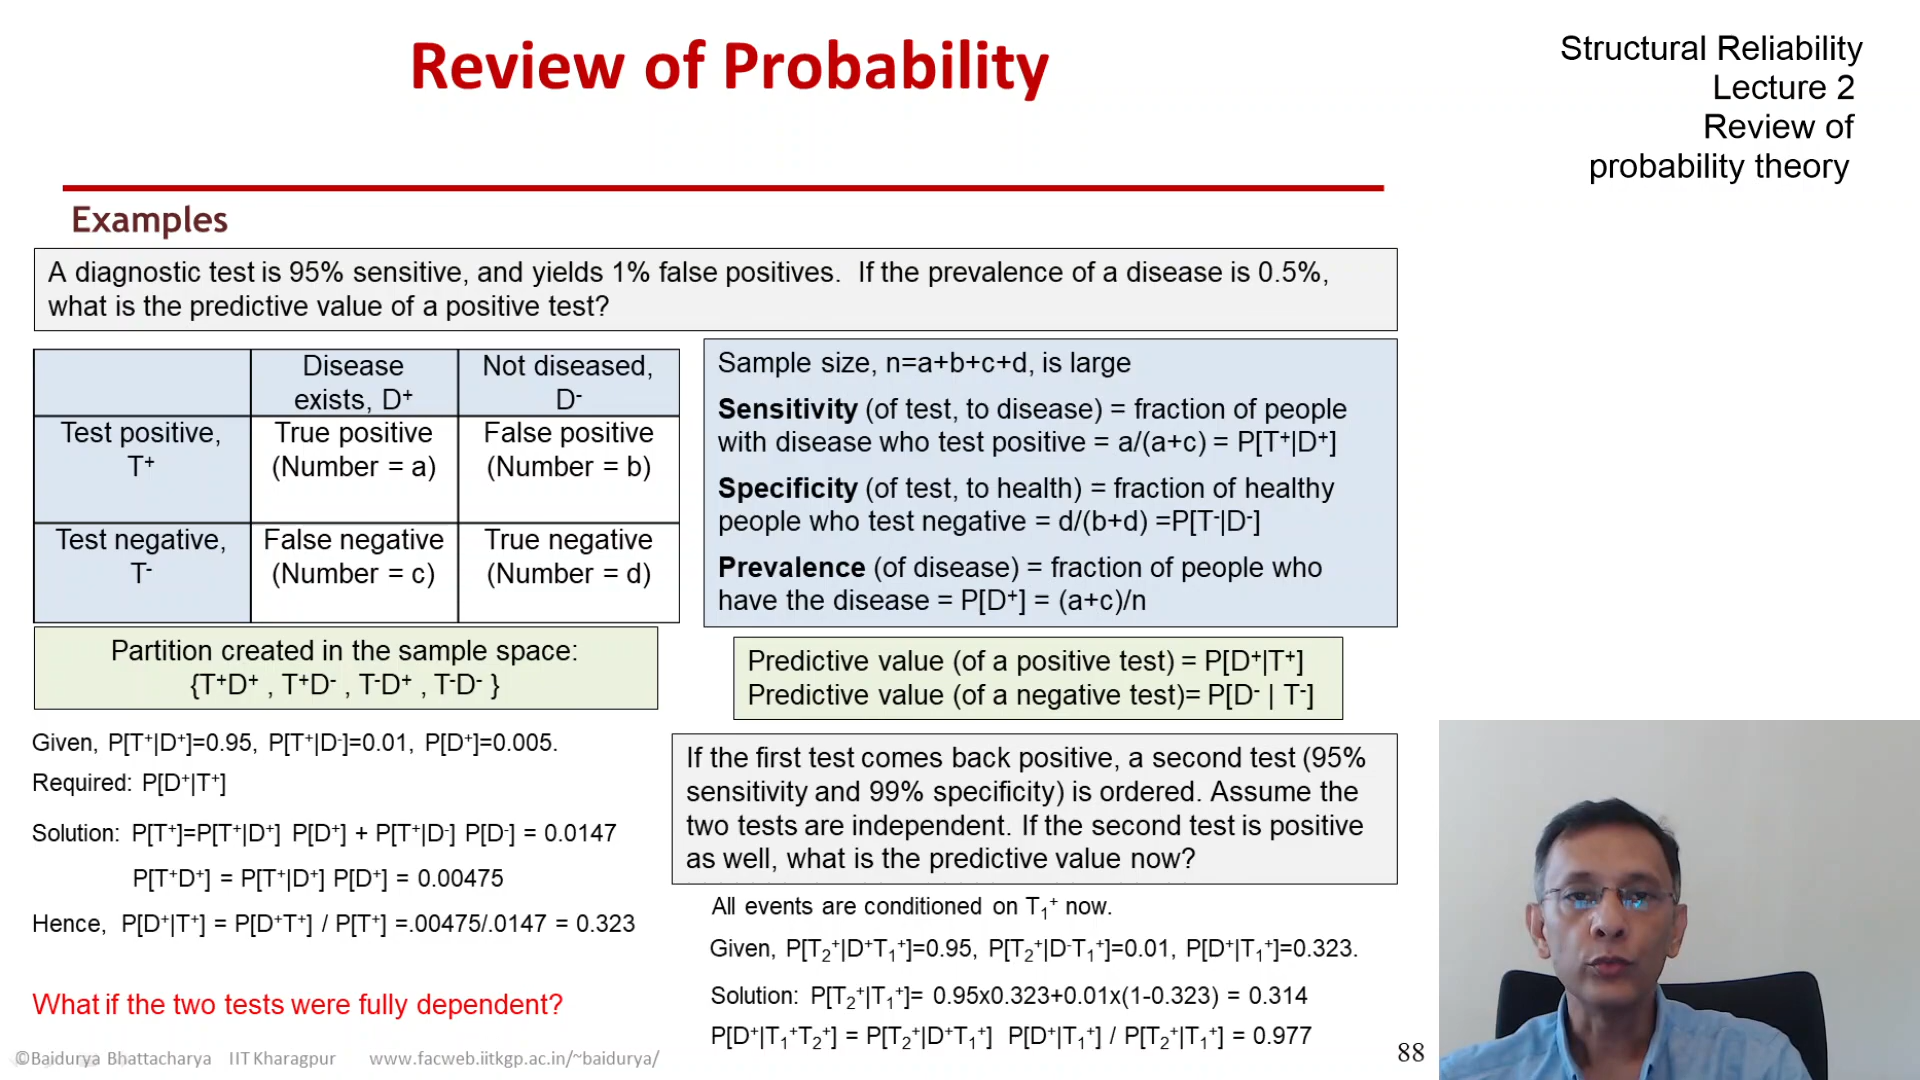 Review of Probability
Structural Reliability
Lecture 2
Review of
probability theory
Examples
A diagnostic test is 95% sensitive, and yields 1% false positives. If the prevalence of a disease is 0.5%,
what is the predictive value of a positive test?
Disease
exists, D⁺
Not diseased,
D⁻
Test positive,
T⁺
True positive
(Number = a)
False positive
(Number = b)
Test negative,
T⁻
False negative
(Number = c)
True negative
(Number = d)
Sample size, n=a+b+c+d, is large
Sensitivity (of test, to disease) = fraction of people
with disease who test positive = a/(a+c) = P[T⁺|D⁺]
Specificity (of test, to health) = fraction of healthy
people who test negative = d/(b+d) =P[T⁻|D⁻]
Prevalence (of disease) = fraction of people who
have the disease = P[D⁺] = (a+c)/n
Partition created in the sample space:
{T⁺D⁺ , T⁺D⁻ , T⁻D⁺ , T⁻D⁻ }
Predictive value (of a positive test) = P[D⁺|T⁺]
Predictive value (of a negative test)= P[D⁻ | T⁻]
Given, P[T⁺|D⁺]=0.95, P[T⁺|D⁻]=0.01, P[D⁺]=0.005.
Required: P[D⁺|T⁺]
Solution: P[T⁺]=P[T⁺|D⁺] P[D⁺] + P[T⁺|D⁻] P[D⁻] = 0.0147
P[T⁺D⁺] = P[T⁺|D⁺] P[D⁺] = 0.00475
Hence, P[D⁺|T⁺] = P[D⁺T⁺] / P[T⁺] =.00475/.0147 = 0.323
What if the two tests were fully dependent?
If the first test comes back positive, a second test (95%
sensitivity and 99% specificity) is ordered. Assume the
two tests are independent. If the second test is positive
as well, what is the predictive value now?
All events are conditioned on T₁⁺ now.
Given, P[T₂⁺|D⁺T₁⁺]=0.95, P[T₂⁺|D⁻T₁⁺]=0.01, P[D⁺|T₁⁺]=0.323.
Solution: P[T₂⁺|T₁⁺]= 0.95x0.323+0.01x(1-0.323) = 0.314
P[D⁺|T₁⁺T₂⁺] = P[T₂⁺|D⁺T₁⁺] P[D⁺|T₁⁺] / P[T₂⁺|T₁⁺] = 0.977
©Baidurya Bhattacharya IIT Kharagpur www.facweb.iitkgp.ac.in/~baidurya/
88